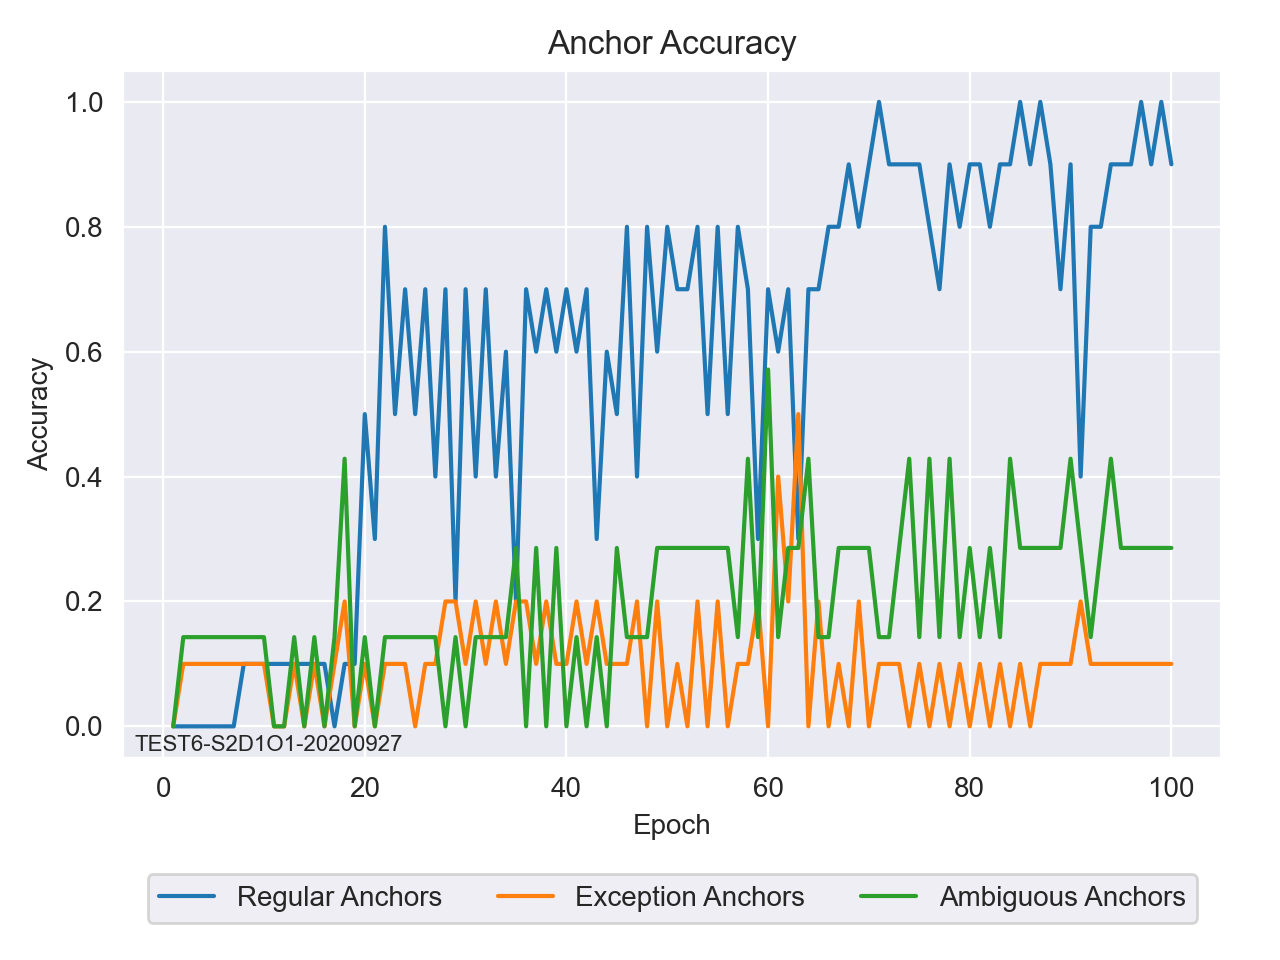 Anchor Accuracy
1.0
0.8
0.6
0.4
0.2
0.0
Accuracy
TEST6-S2D1O1-20200927
0 20 40 60 80 100
Epoch
Regular Anchors Exception Anchors Ambiguous Anchors